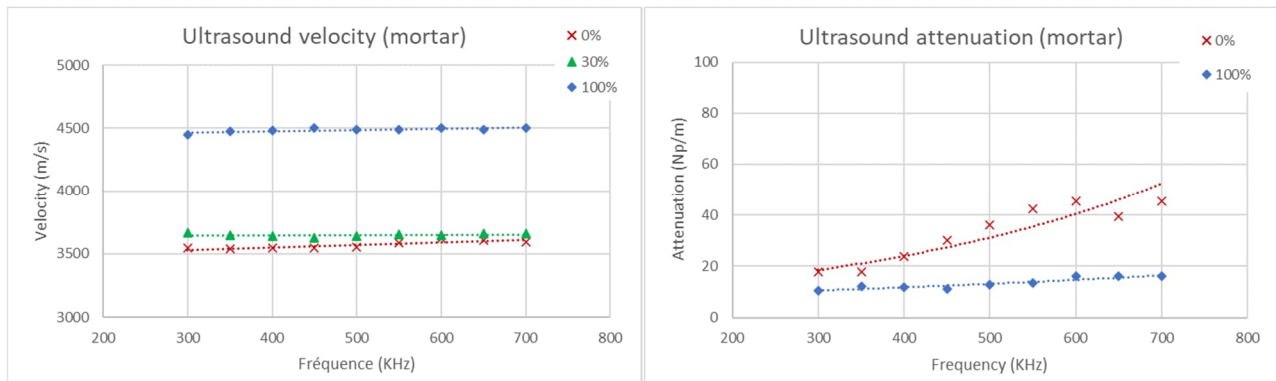 Ultrasound velocity (mortar)
0%
30%
100%
5000
4500
4000
3500
3000
Velocity (m/s)
200 300 400 500 600 700 800
Fréquence (KHz)
Ultrasound attenuation (mortar)
0%
100%
100
80
60
40
20
0
Attenuation (Np/m)
200 300 400 500 600 700 800
Frequency (KHz)